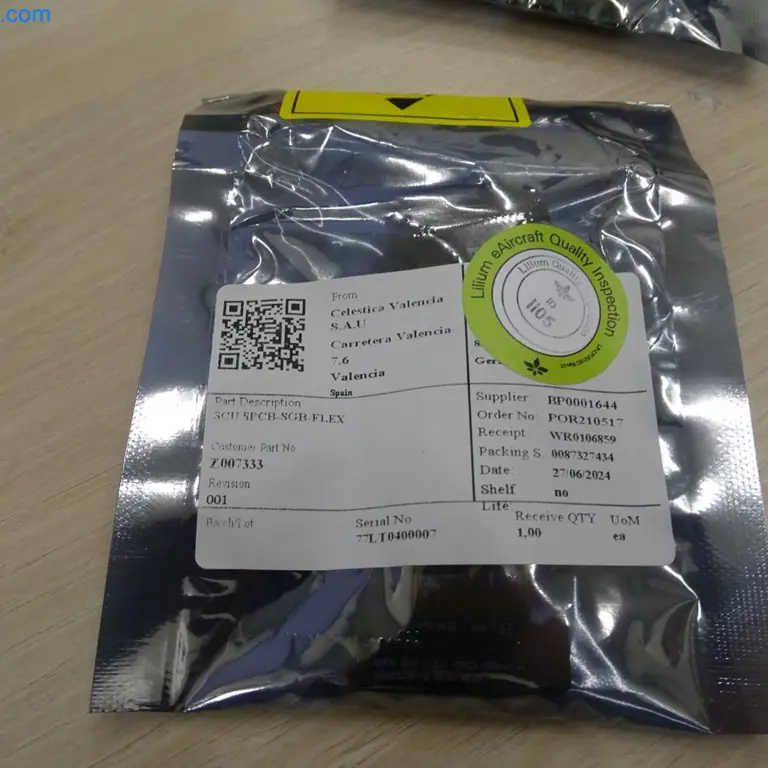 .com
From
Celestica Valencia
S.A.U
Carretera Valencia
7,6
Valencia
Spain
Lilium eAircraft Quality Inspection
Lilium Quality
ID
1105
Part Description
SCU SPCB-SGB-FLEX
Customer Part No
Z007333
Revision
001
Supplier BP0001644
Order No POR210517
Receipt WR0106859
Packing S 0087327434
Date: 27/06/2024
Shelf no
Life:
Batch/Lot
Serial No
77LT0400007
Receive QTY
1,00
UoM
ea